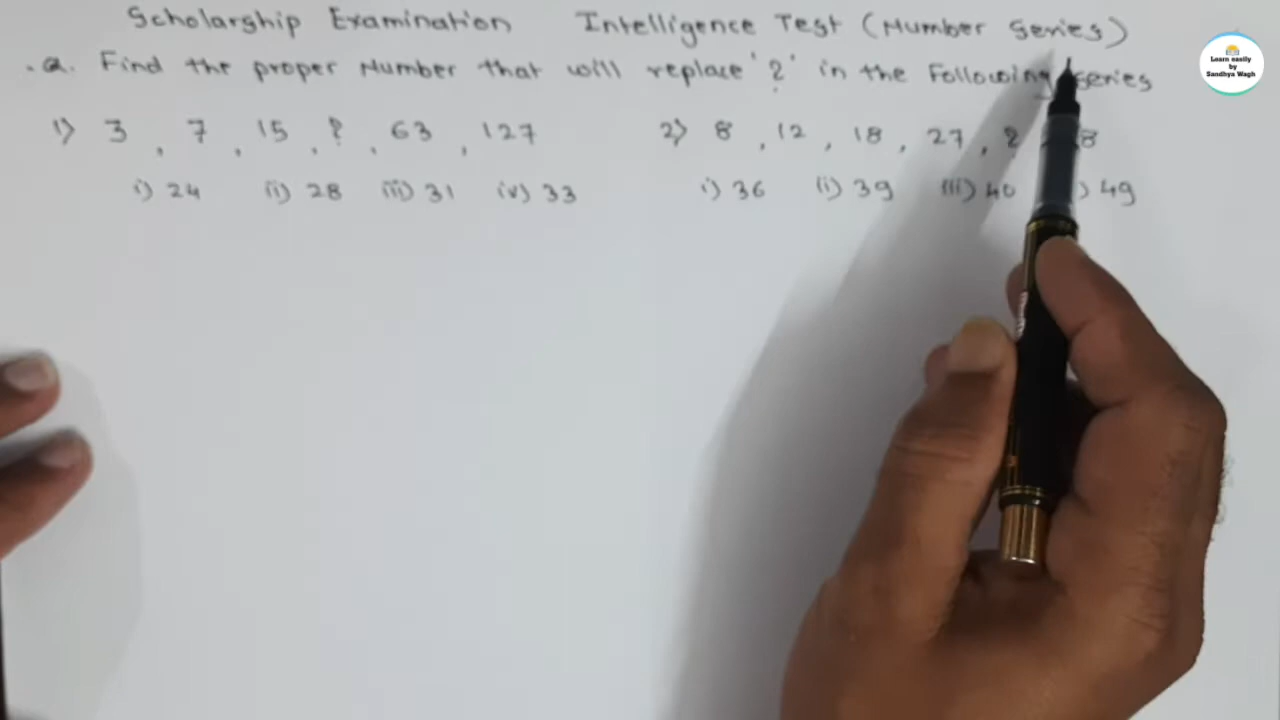 Scholarship Examination Intelligence Test (Number Series)
Q. Find the proper Number that will replace '?' in the Following series
1) 3, 7, 15, ?, 63, 127 2) 8, 12, 18, 27, ? 8
i) 24 (ii) 28 (iii) 31 (iv) 33 i) 36 (i) 39 (iii) 40 ) 49
Learn easily
by
Sandhya Wagh